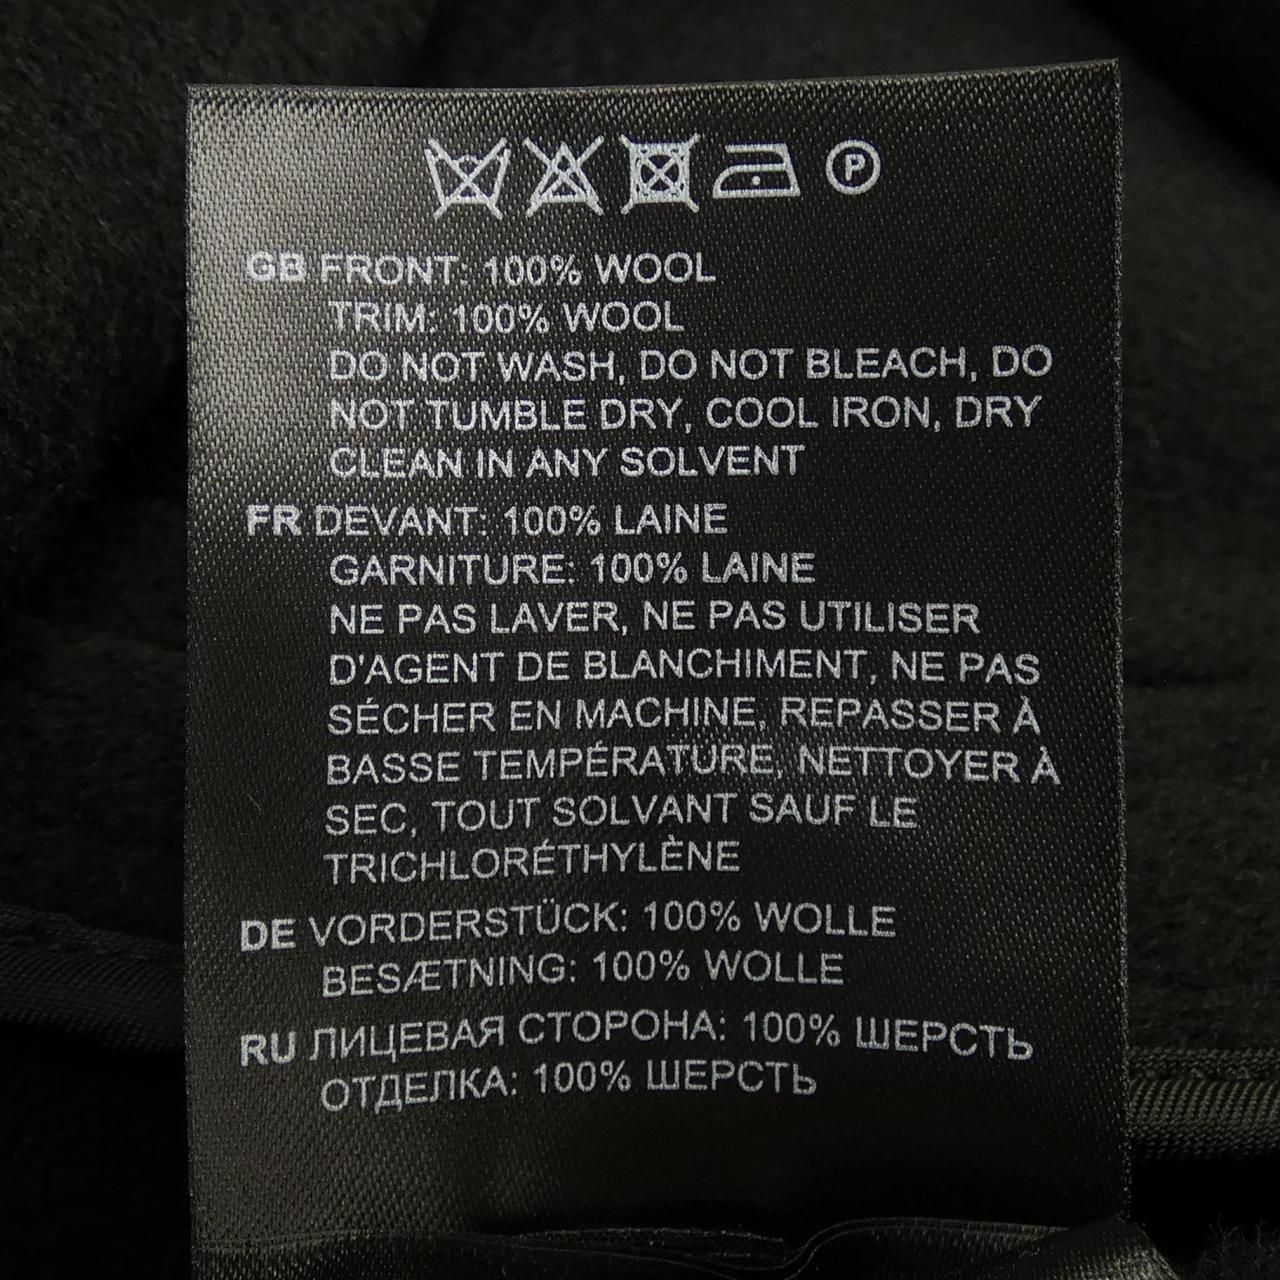 P
GB FRONT: 100% WOOL
TRIM: 100% WOOL
DO NOT WASH, DO NOT BLEACH, DO
NOT TUMBLE DRY, COOL IRON, DRY
CLEAN IN ANY SOLVENT
FR DEVANT: 100% LAINE
GARNITURE: 100% LAINE
NE PAS LAVER, NE PAS UTILISER
D'AGENT DE BLANCHIMENT, NE PAS
SÉCHER EN MACHINE, REPASSER À
BASSE TEMPÉRATURE, NETTOYER À
SEC, TOUT SOLVANT SAUF LE
TRICHLORÉTHYLÈNE
DE VORDERSTÜCK: 100% WOLLE
BESÆTNING: 100% WOLLE
RU ЛИЦЕВАЯ СТОРОНА: 100% ШЕРСТЬ
ОТДЕЛКА: 100% ШЕРСТЬ